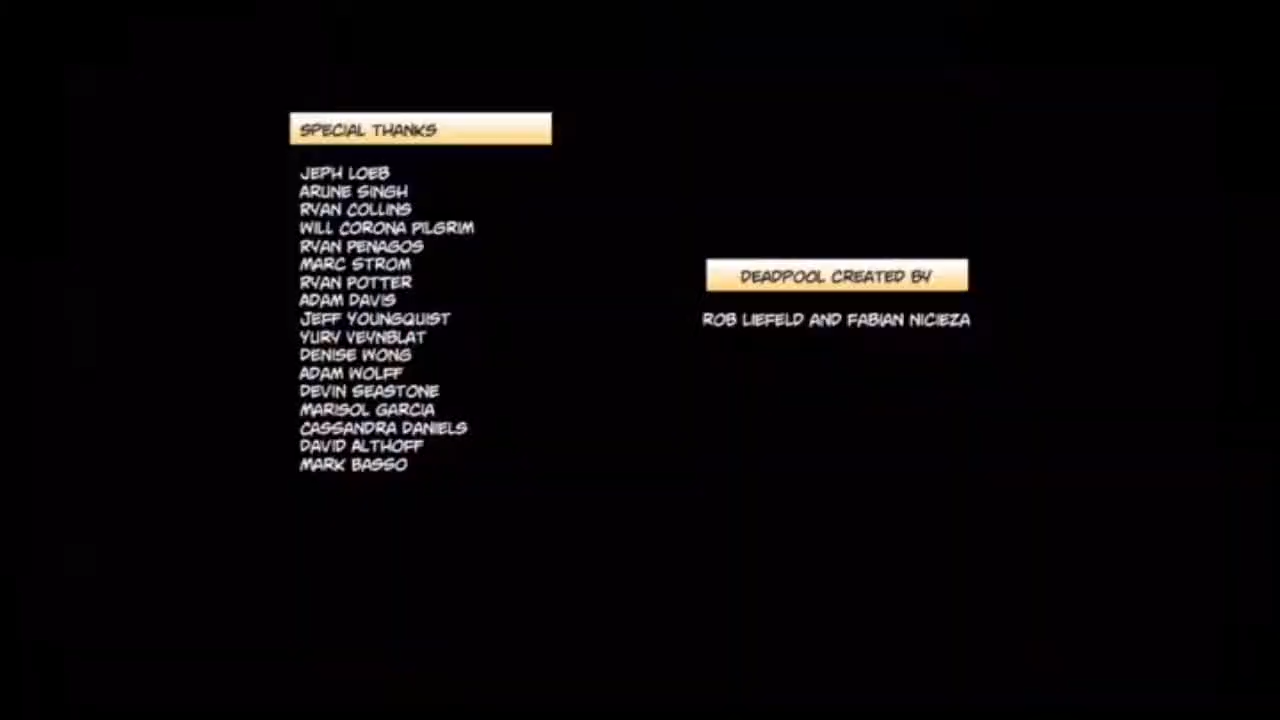 SPECIAL THANKS
JEPH LOEB
ARUNE SINGH
RYAN COLLINS
WILL CORONA PILGRIM
RYAN PENAGOS
MARC STROM
RYAN POTTER
ADAM DAVIS
JEFF YOUNGQUIST
YURY VEYNBLAT
DENISE WONG
ADAM WOLFF
DEVIN SEASTONE
MARISOL GARCIA
CASSANDRA DANIELS
DAVID ALTHOFF
MARK BASSO
DEADPOOL CREATED BY
ROB LIEFELD AND FABIAN NICIEZA